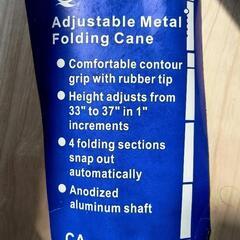 Adjustable Metal
Folding Cane
• Comfortable contour
grip with rubber tip
• Height adjusts from
33" to 37" in 1"
increments
• 4 folding sections
snap out
automatically
• Anodized
aluminum shaft
CA